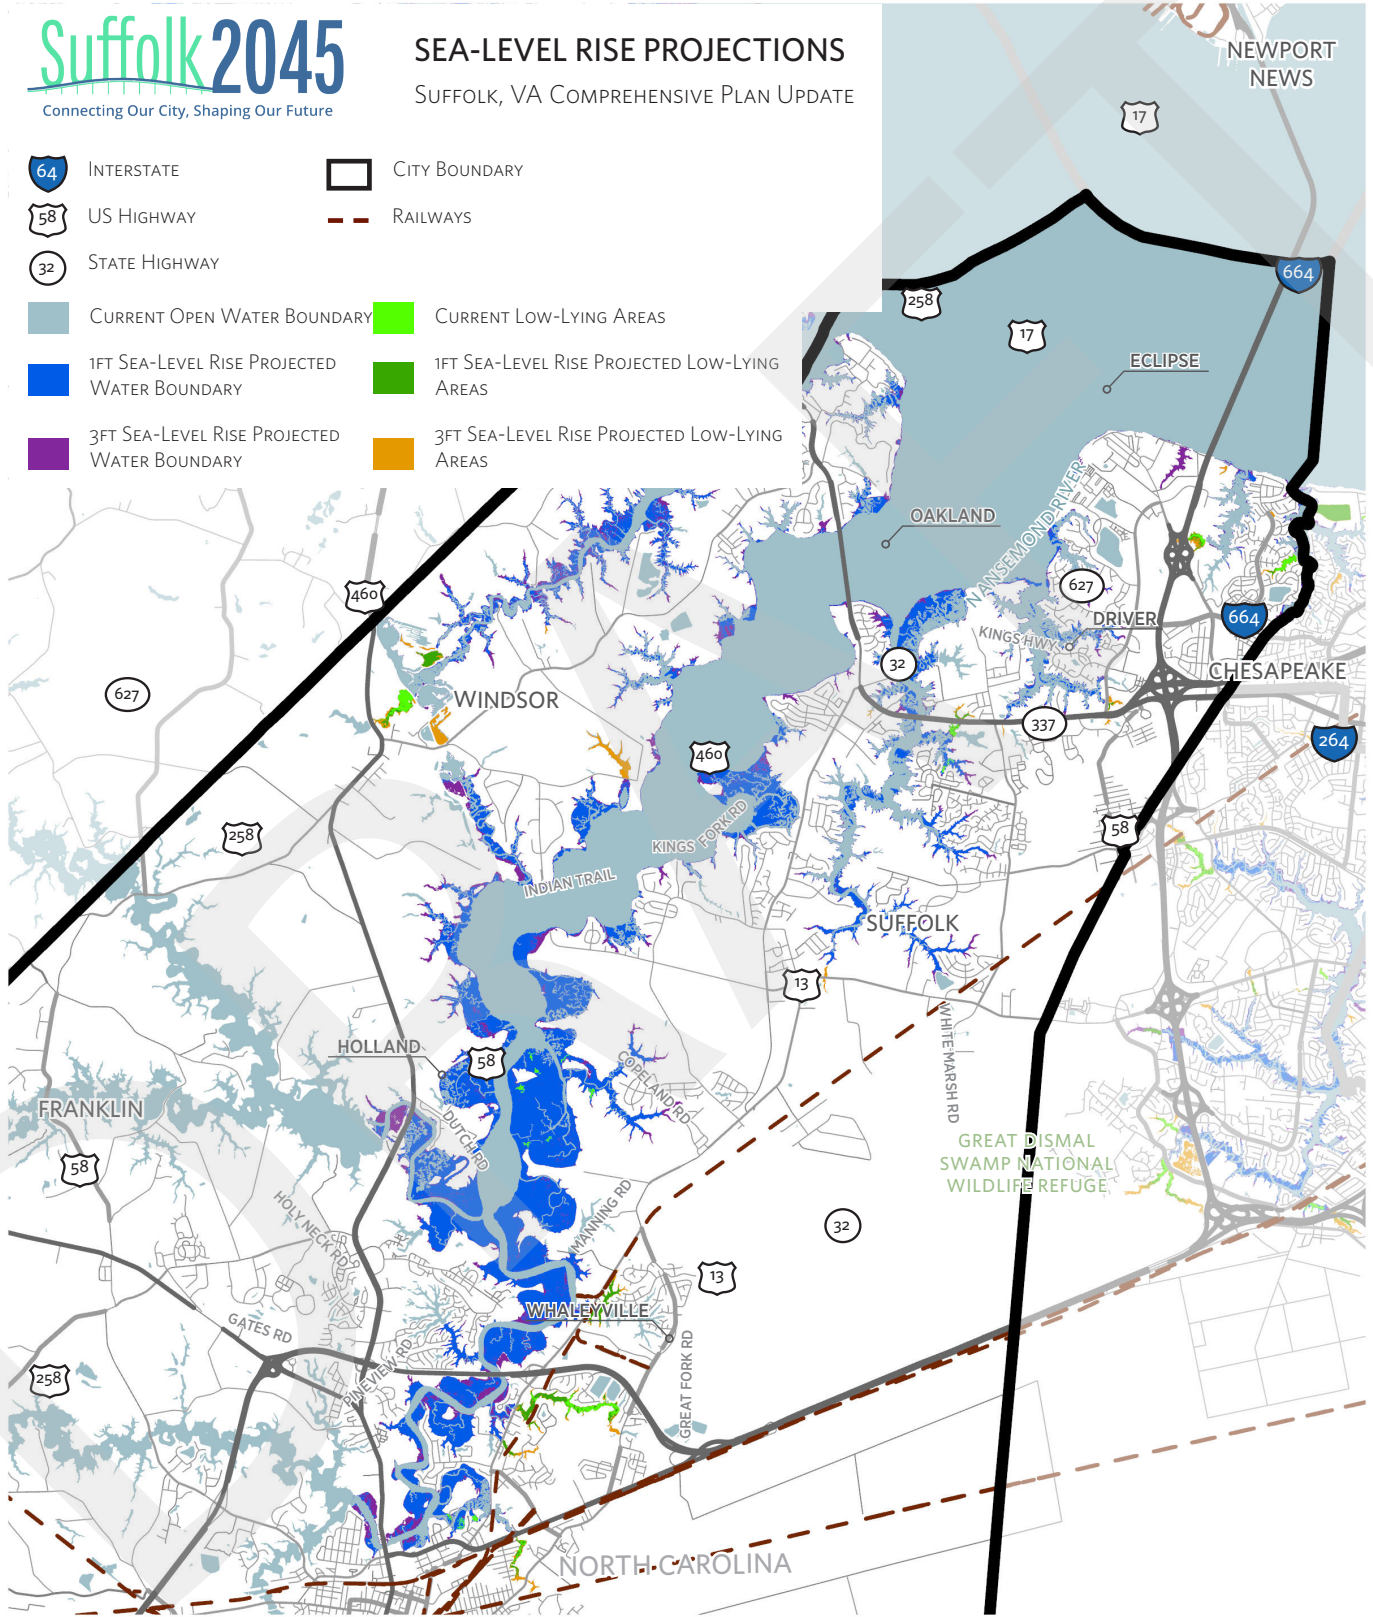 Suffolk 2045
Connecting Our City, Shaping Our Future
SEA-LEVEL RISE PROJECTIONS
SUFFOLK, VA COMPREHENSIVE PLAN UPDATE
64 INTERSTATE
CITY BOUNDARY
58 US HIGHWAY
RAILWAYS
32 STATE HIGHWAY
CURRENT OPEN WATER BOUNDARY
CURRENT LOW-LYING AREAS
1FT SEA-LEVEL RISE PROJECTED
WATER BOUNDARY
1FT SEA-LEVEL RISE PROJECTED LOW-LYING
AREAS
3FT SEA-LEVEL RISE PROJECTED
WATER BOUNDARY
3FT SEA-LEVEL RISE PROJECTED LOW-LYING
AREAS
NEWPORT
NEWS
17
664
258
17
ECLIPSE
OAKLAND
NANSEMOND RIVER
460
627
DRIVER
664
KINGS HWY
32
CHESAPEAKE
627
WINDSOR
337
264
460
258
58
KINGS FORK RD
INDIAN TRAIL
SUFFOLK
13
WHITE MARSH RD
HOLLAND
58
COPELAND RD
FRANKLIN
DUTCH RD
58
GREAT DISMAL
SWAMP NATIONAL
WILDLIFE REFUGE
HOLY NECK RD
MANNING RD
32
13
WHALEYVILLE
GATES RD
PINEVIEW RD
GREAT FORK RD
258
NORTH CAROLINA
DRAFT